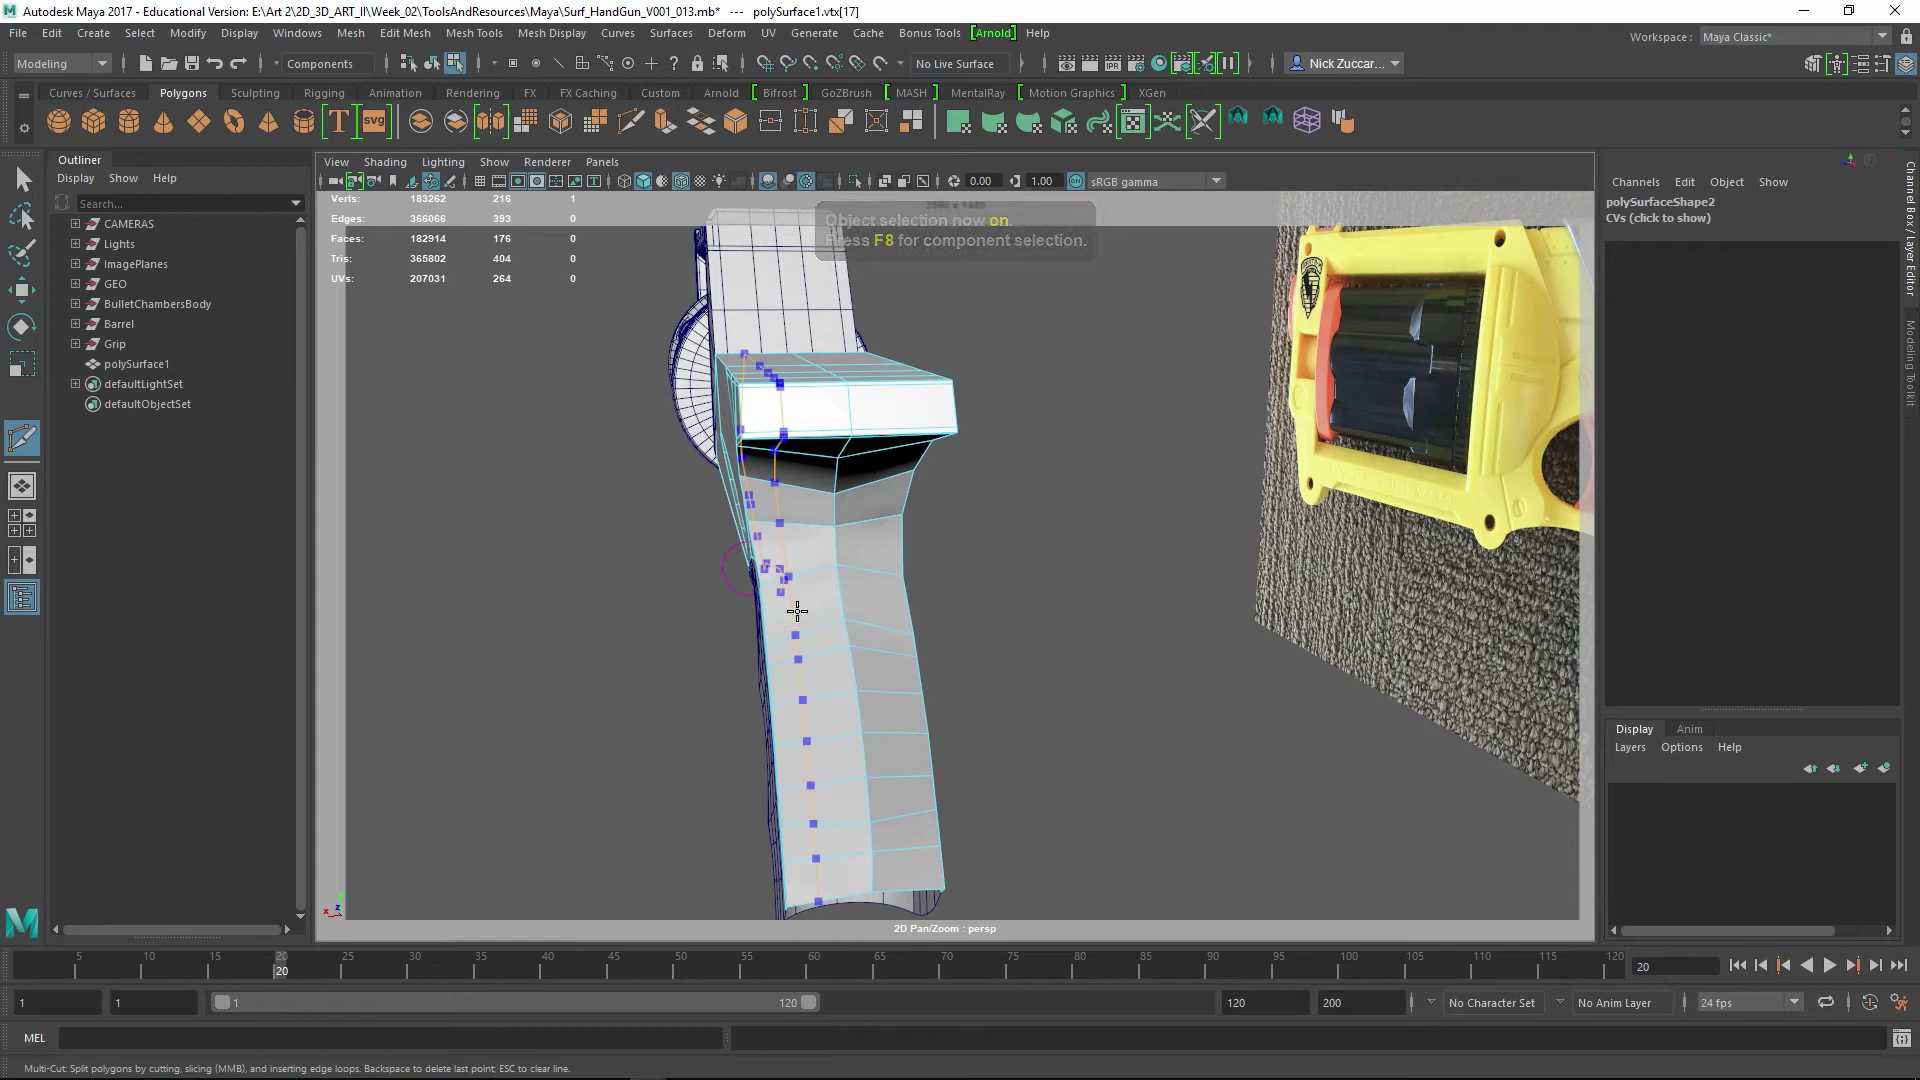 Autodesk Maya 2017 - Educational Version: E:\Art 2\2D_3D_ART_II\Week_02\ToolsAndResources\Maya\Surf_HandGun_V001_013.mb* --- polySurface1.vtx[17]
File Edit Create Select Modify Display Windows Mesh Edit Mesh Mesh Tools Mesh Display Curves Surfaces Deform UV Generate Cache Bonus Tools [Arnold] Help
Workspace : Maya Classic*
Modeling Components No Live Surface Nick Zuccar...
Curves / Surfaces Polygons Sculpting Rigging Animation Rendering FX FX Caching Custom Arnold [ Bifrost ] GoZBrush [ MASH ] MentalRay [ Motion Graphics ] XGen
T svg
Outliner
Display Show Help
Search...
CAMERAS
Lights
ImagePlanes
GEO
BulletChambersBody
Barrel
Grip
polySurface1
defaultLightSet
defaultObjectSet
View Shading Lighting Show Renderer Panels
0.00 1.00 sRGB gamma
Verts: 183262 216 1
Edges: 366066 393 0
Faces: 182914 176 0
Tris: 365802 404 0
UVs: 207031 264 0
Object selection now on.
Press F8 for component selection.
2D Pan/Zoom : persp
Channels Edit Object Show
polySurfaceShape2
CVs (click to show)
Channel Box / Layer Editor
Modeling Toolkit
Display Anim
Layers Options Help
5 10 15 20 25 30 35 40 45 50 55 60 65 70 75 80 85 90 95 100 105 110 115 120
20
20
1 1 1 120 120 200 No Character Set No Anim Layer 24 fps
MEL
Multi-Cut: Split polygons by cutting, slicing (MMB), and inserting edge loops. Backspace to delete last point; ESC to clear line.